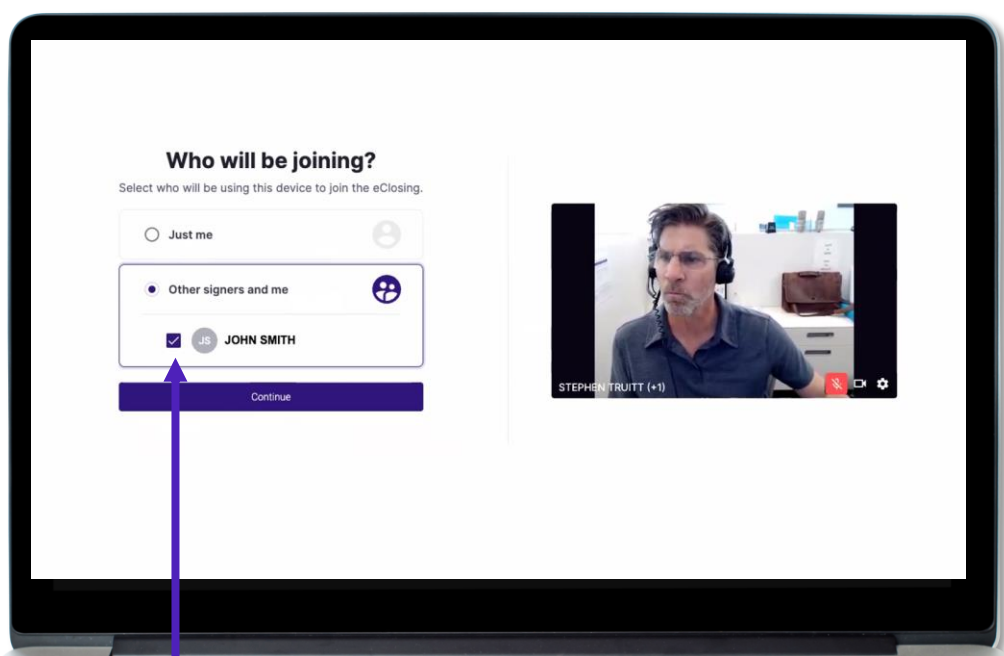 Who will be joining?
Select who will be using this device to join the eClosing.
Just me
Other signers and me
JS JOHN SMITH
Continue
STEPHEN TRUITT (+1)